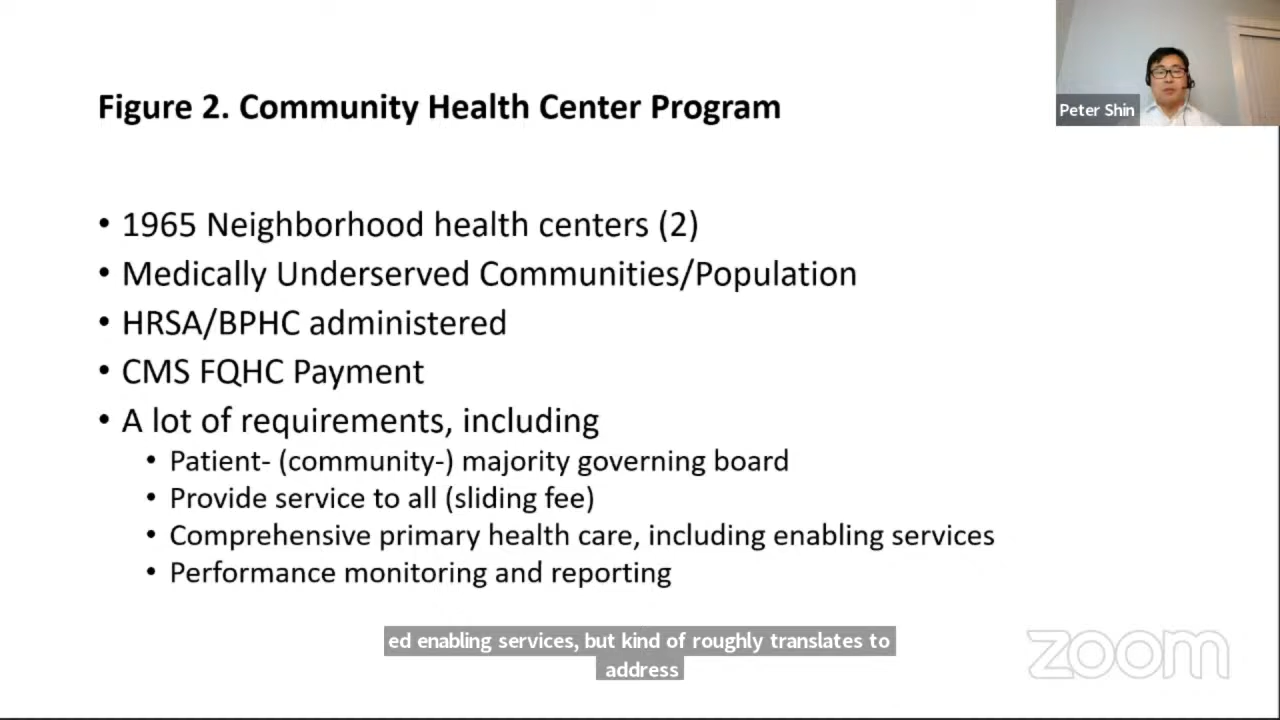 Figure 2. Community Health Center Program
Peter Shin
• 1965 Neighborhood health centers (2)
• Medically Underserved Communities/Population
• HRSA/BPHC administered
• CMS FQHC Payment
• A lot of requirements, including
• Patient- (community-) majority governing board
• Provide service to all (sliding fee)
• Comprehensive primary health care, including enabling services
• Performance monitoring and reporting
ed enabling services, but kind of roughly translates to
address
zoom